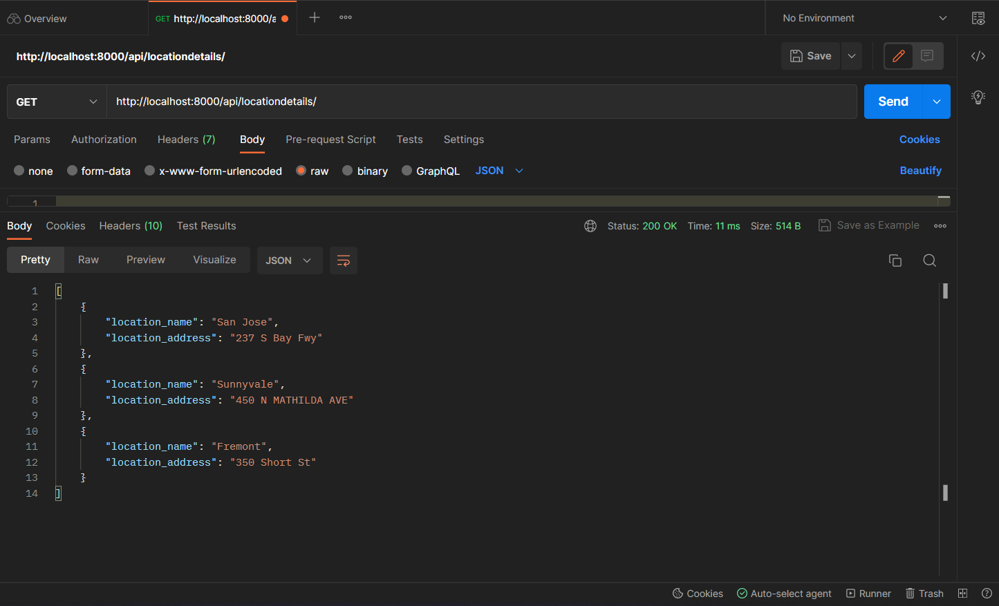 Overview
GET http://localhost:8000/a
No Environment
http://localhost:8000/api/locationdetails/
Save
GET http://localhost:8000/api/locationdetails/ Send
Params Authorization Headers (7) Body Pre-request Script Tests Settings Cookies
none form-data x-www-form-urlencoded raw binary GraphQL JSON Beautify
1
Body Cookies Headers (10) Test Results Status: 200 OK Time: 11 ms Size: 514 B Save as Example
Pretty Raw Preview Visualize JSON
1 [
2 {
3 "location_name": "San Jose",
4 "location_address": "237 S Bay Fwy"
5 },
6 {
7 "location_name": "Sunnyvale",
8 "location_address": "450 N MATHILDA AVE"
9 },
10 {
11 "location_name": "Fremont",
12 "location_address": "350 Short St"
13 }
14 ]
Cookies Auto-select agent Runner Trash